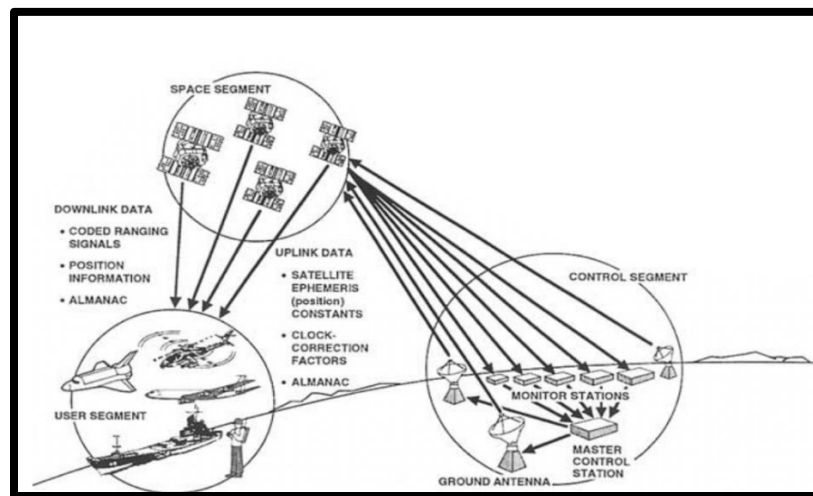 SPACE SEGMENT
DOWNLINK DATA
• CODED RANGING
SIGNALS
• POSITION
INFORMATION
• ALMANAC
UPLINK DATA
• SATELLITE
EPHEMERIS
(position)
CONSTANTS
• CLOCK-
CORRECTION
FACTORS
• ALMANAC
CONTROL SEGMENT
USER SEGMENT
MONITOR STATIONS
MASTER
CONTROL
STATION
GROUND ANTENNA